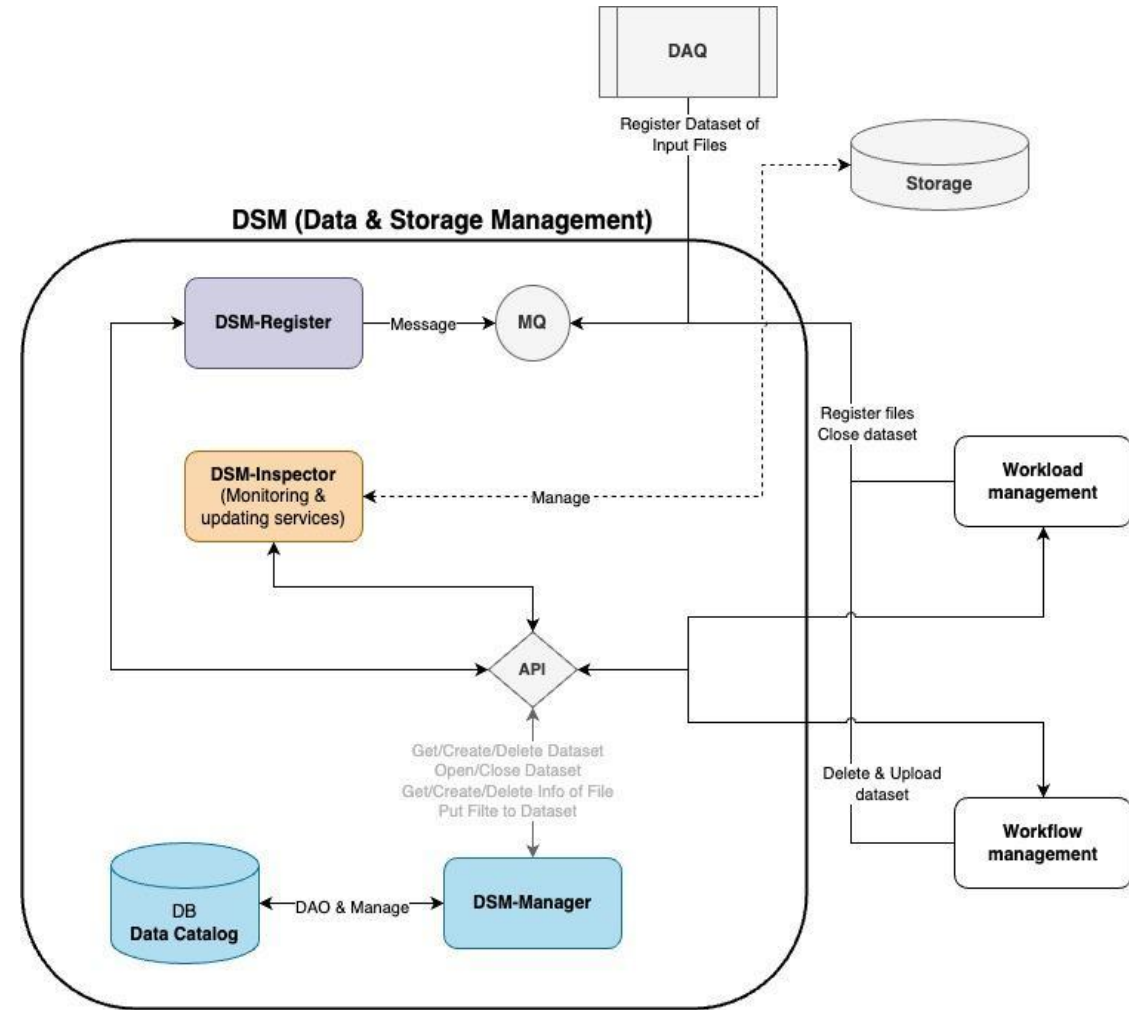 DAQ
Register Dataset of
Input Files
Storage
DSM (Data & Storage Management)
DSM-Register
Message
MQ
Register files
Close dataset
Workload
management
DSM-Inspector
(Monitoring &
updating services)
Manage
API
Get/Create/Delete Dataset
Open/Close Dataset
Get/Create/Delete Info of File
Put Filte to Dataset
Delete & Upload
dataset
Workflow
management
DB
Data Catalog
DAO & Manage
DSM-Manager